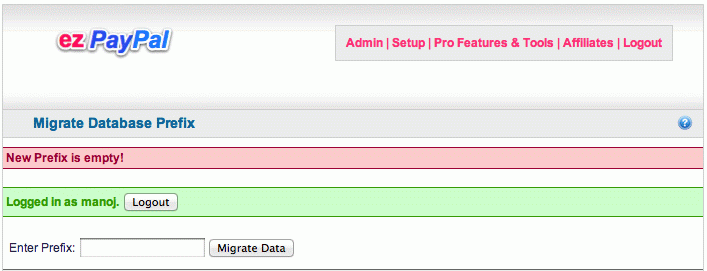 ez PayPal
Admin | Setup | Pro Features & Tools | Affiliates | Logout
Migrate Database Prefix
?
New Prefix is empty!
Logged in as manoj. Logout
Enter Prefix: Migrate Data